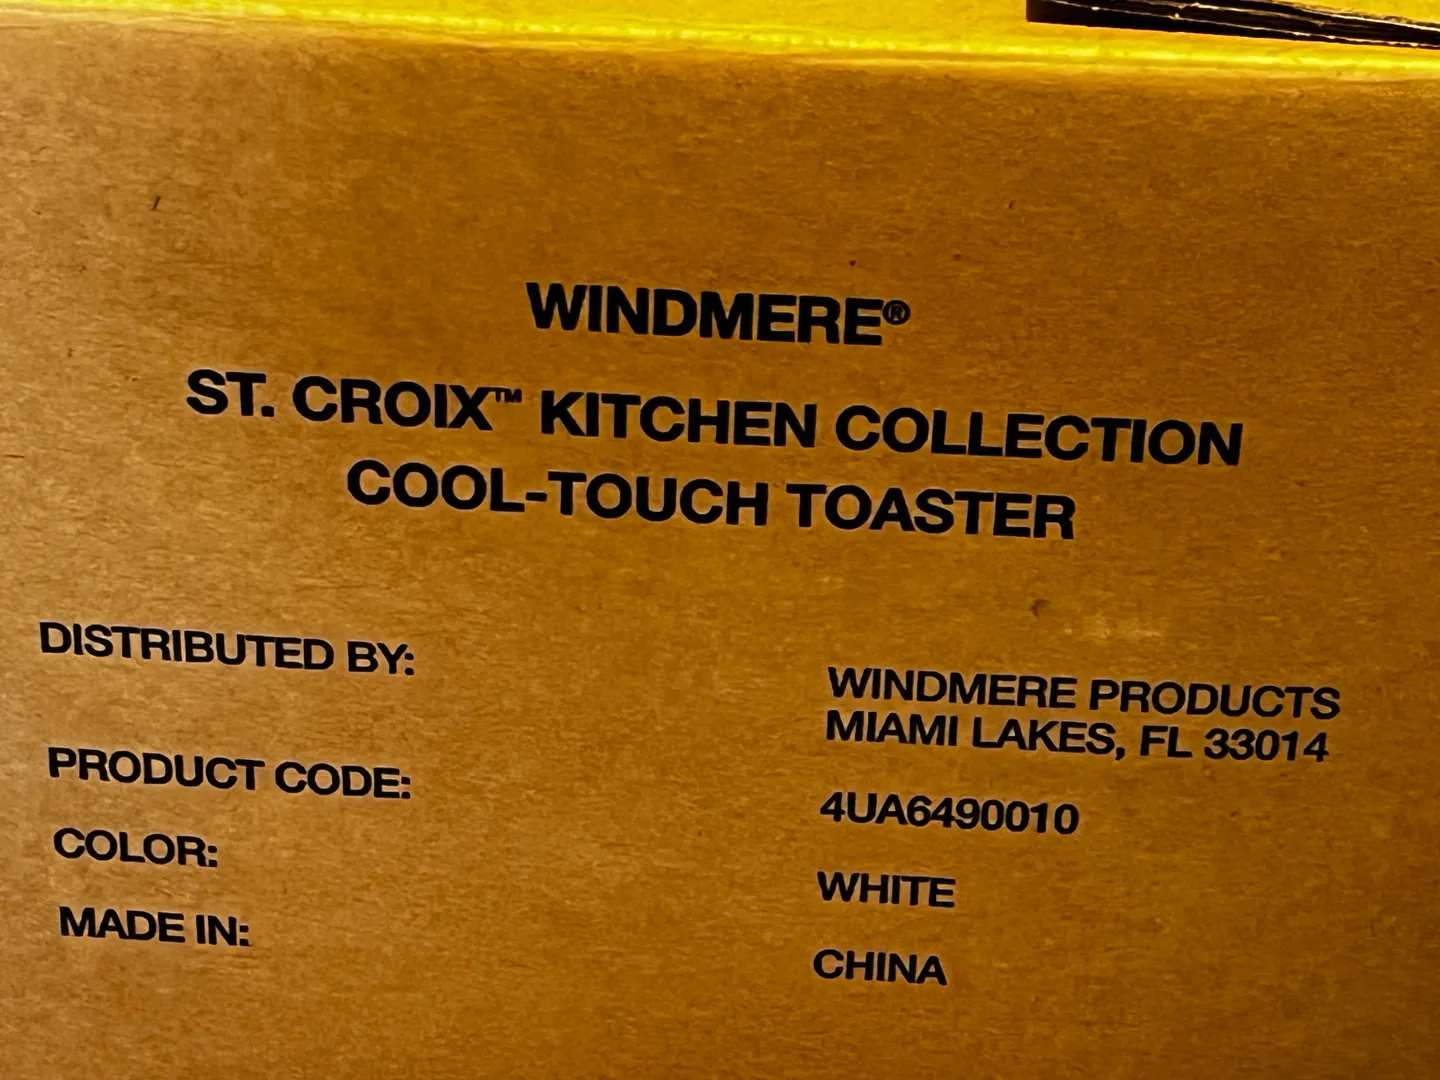 WINDMERE®
ST. CROIX™ KITCHEN COLLECTION
COOL-TOUCH TOASTER
DISTRIBUTED BY:
WINDMERE PRODUCTS
MIAMI LAKES, FL 33014
PRODUCT CODE: 4UA6490010
COLOR: WHITE
MADE IN: CHINA